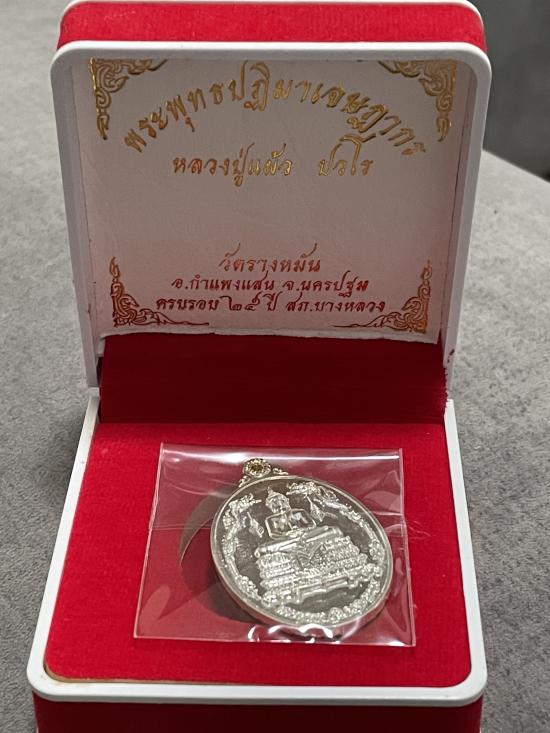 พระพุทธปฏิมาเจษฎากร์
หลวงปู่แผ้ว ปวโร
วัดรางหมัน
อ.กำแพงแสน จ.นครปฐม
ครบรอบ ๒๕ ปี สภ.บางหลวง